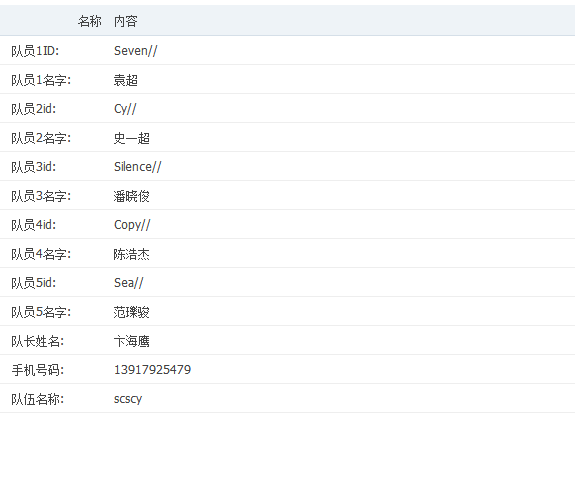 名称 内容
队员1ID: Seven//
队员1名字: 袁超
队员2id: Cy//
队员2名字: 史一超
队员3id: Silence//
队员3名字: 潘晓俊
队员4id: Copy//
队员4名字: 陈浩杰
队员5id: Sea//
队员5名字: 范瓅骏
队长姓名: 卞海鹰
手机号码: 13917925479
队伍名称: scscy